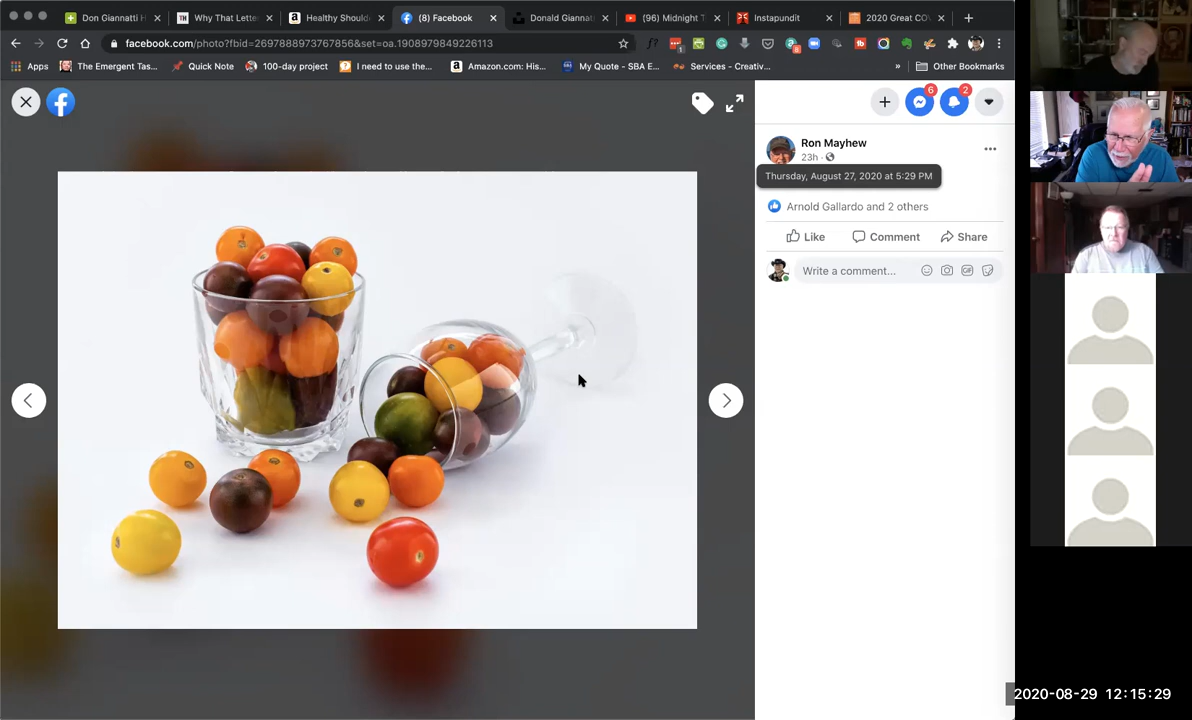 Don Giannatti H
Why That Letter
Healthy Should
(8) Facebook
Donald Giannat
(96) Midnight T
Instapundit
2020 Great CO
facebook.com/photo?fbid=2697888973767856&set=oa.1908979849226113
Apps
The Emergent Tas...
Quick Note
100-day project
I need to use the...
Amazon.com: His...
My Quote - SBA E...
Services - Creativ...
»
Other Bookmarks
6
2
Ron Mayhew
23h ·
Thursday, August 27, 2020 at 5:29 PM
Arnold Gallardo and 2 others
Like
Comment
Share
Write a comment...
2020-08-29 12:15:29